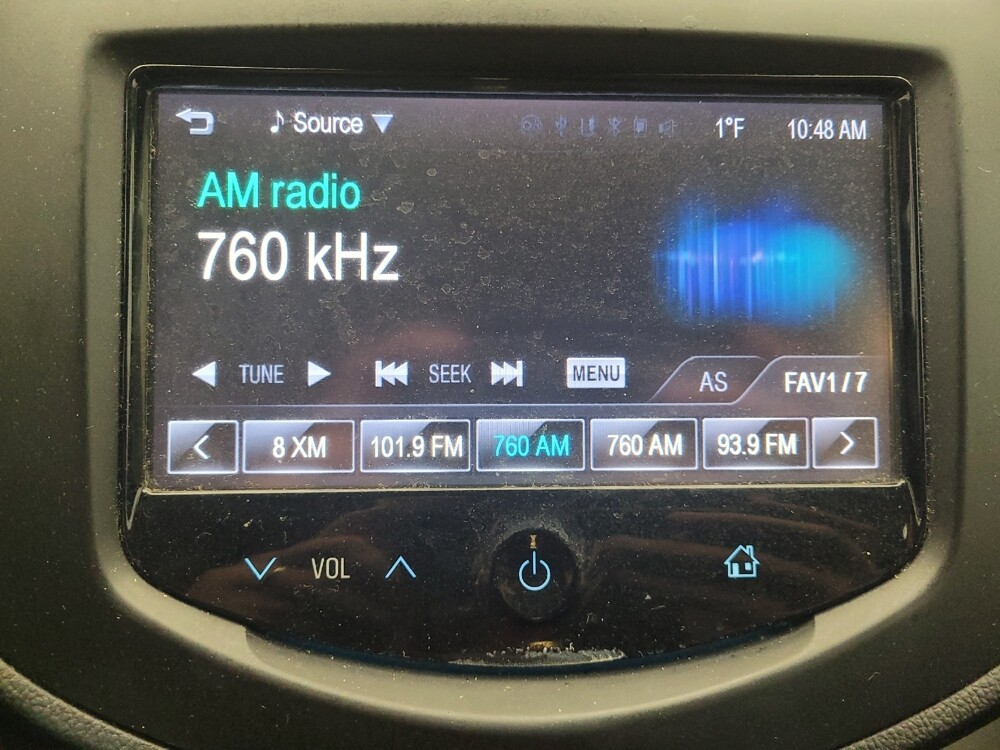 Source 1°F 10:48 AM
AM radio
760 kHz
TUNE SEEK MENU AS FAV1/7
8 XM 101.9 FM 760 AM 760 AM 93.9 FM
VOL